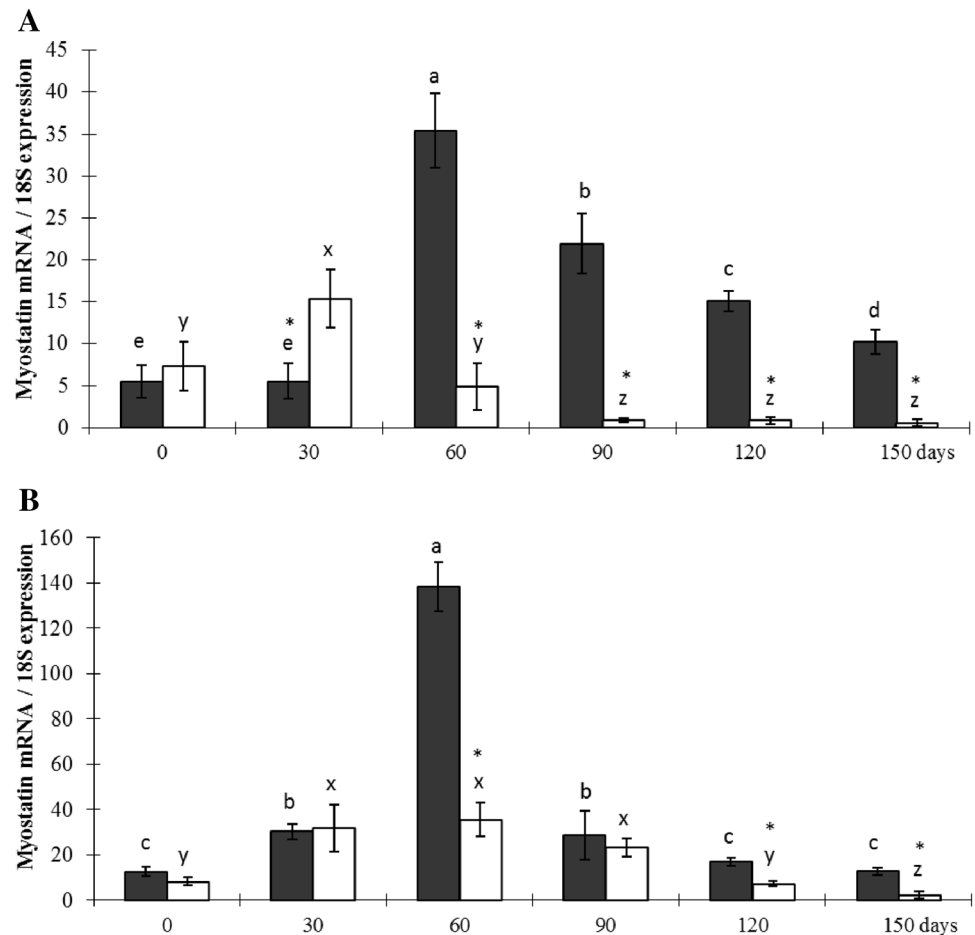 A
Myostatin mRNA / 18S expression
45
40
35
30
25
20
15
10
5
0
e
y
*
e
x
a
*
y
b
*
z
c
*
z
d
*
z
0 30 60 90 120 150 days
B
Myostatin mRNA / 18S expression
160
140
120
100
80
60
40
20
0
c
y
b
x
a
*
x
b
x
c
*
y
c
*
z
0 30 60 90 120 150 days